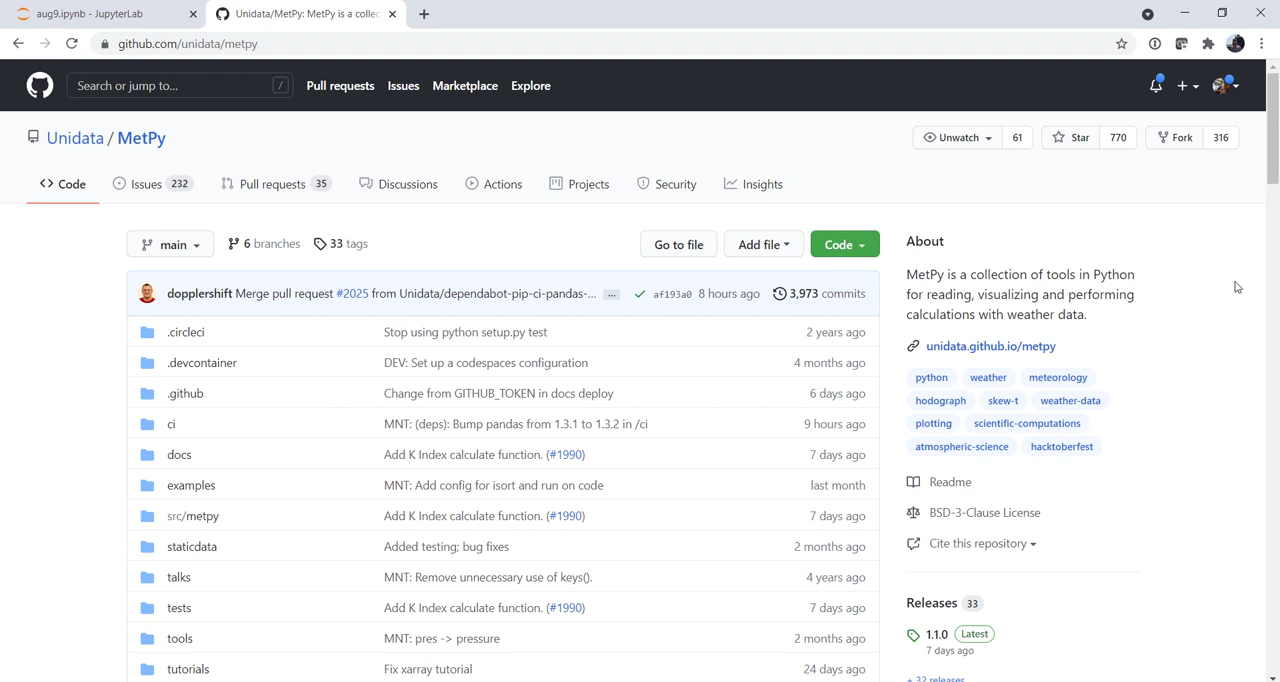 aug9.ipynb - JupyterLab
Unidata/MetPy: MetPy is a collec
github.com/unidata/metpy
Search or jump to... /
Pull requests Issues Marketplace Explore
Unidata / MetPy
Unwatch 61 Star 770 Fork 316
Code Issues 232 Pull requests 35 Discussions Actions Projects Security Insights
main 6 branches 33 tags Go to file Add file Code
dopplershift Merge pull request #2025 from Unidata/dependabot-pip-ci-pandas-... ... af193a0 8 hours ago 3,973 commits
.circleci Stop using python setup.py test 2 years ago
.devcontainer DEV: Set up a codespaces configuration 4 months ago
.github Change from GITHUB_TOKEN in docs deploy 6 days ago
ci MNT: (deps): Bump pandas from 1.3.1 to 1.3.2 in /ci 9 hours ago
docs Add K Index calculate function. (#1990) 7 days ago
examples MNT: Add config for isort and run on code last month
src/metpy Add K Index calculate function. (#1990) 7 days ago
staticdata Added testing; bug fixes 2 months ago
talks MNT: Remove unnecessary use of keys(). 4 years ago
tests Add K Index calculate function. (#1990) 7 days ago
tools MNT: pres -> pressure 2 months ago
tutorials Fix xarray tutorial 24 days ago
About
MetPy is a collection of tools in Python
for reading, visualizing and performing
calculations with weather data.
unidata.github.io/metpy
python weather meteorology
hodograph skew-t weather-data
plotting scientific-computations
atmospheric-science hacktoberfest
Readme
BSD-3-Clause License
Cite this repository
Releases 33
1.1.0 Latest
7 days ago
+ 32 releases